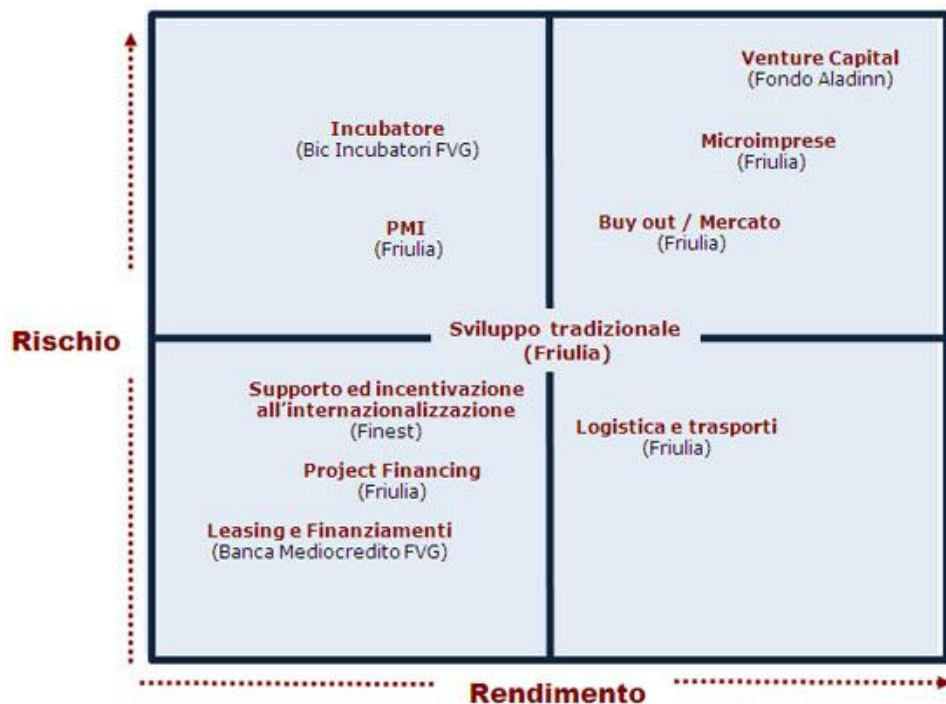 Venture Capital
(Fondo Aladinn)
Incubatore
(Bic Incubatori FVG)
Microimprese
(Friulia)
PMI
(Friulia)
Buy out / Mercato
(Friulia)
Rischio
Sviluppo tradizionale
(Friulia)
Supporto ed incentivazione
all'internazionalizzazione
(Finest)
Logistica e trasporti
(Friulia)
Project Financing
(Friulia)
Leasing e Finanziamenti
(Banca Mediocredito FVG)
Rendimento